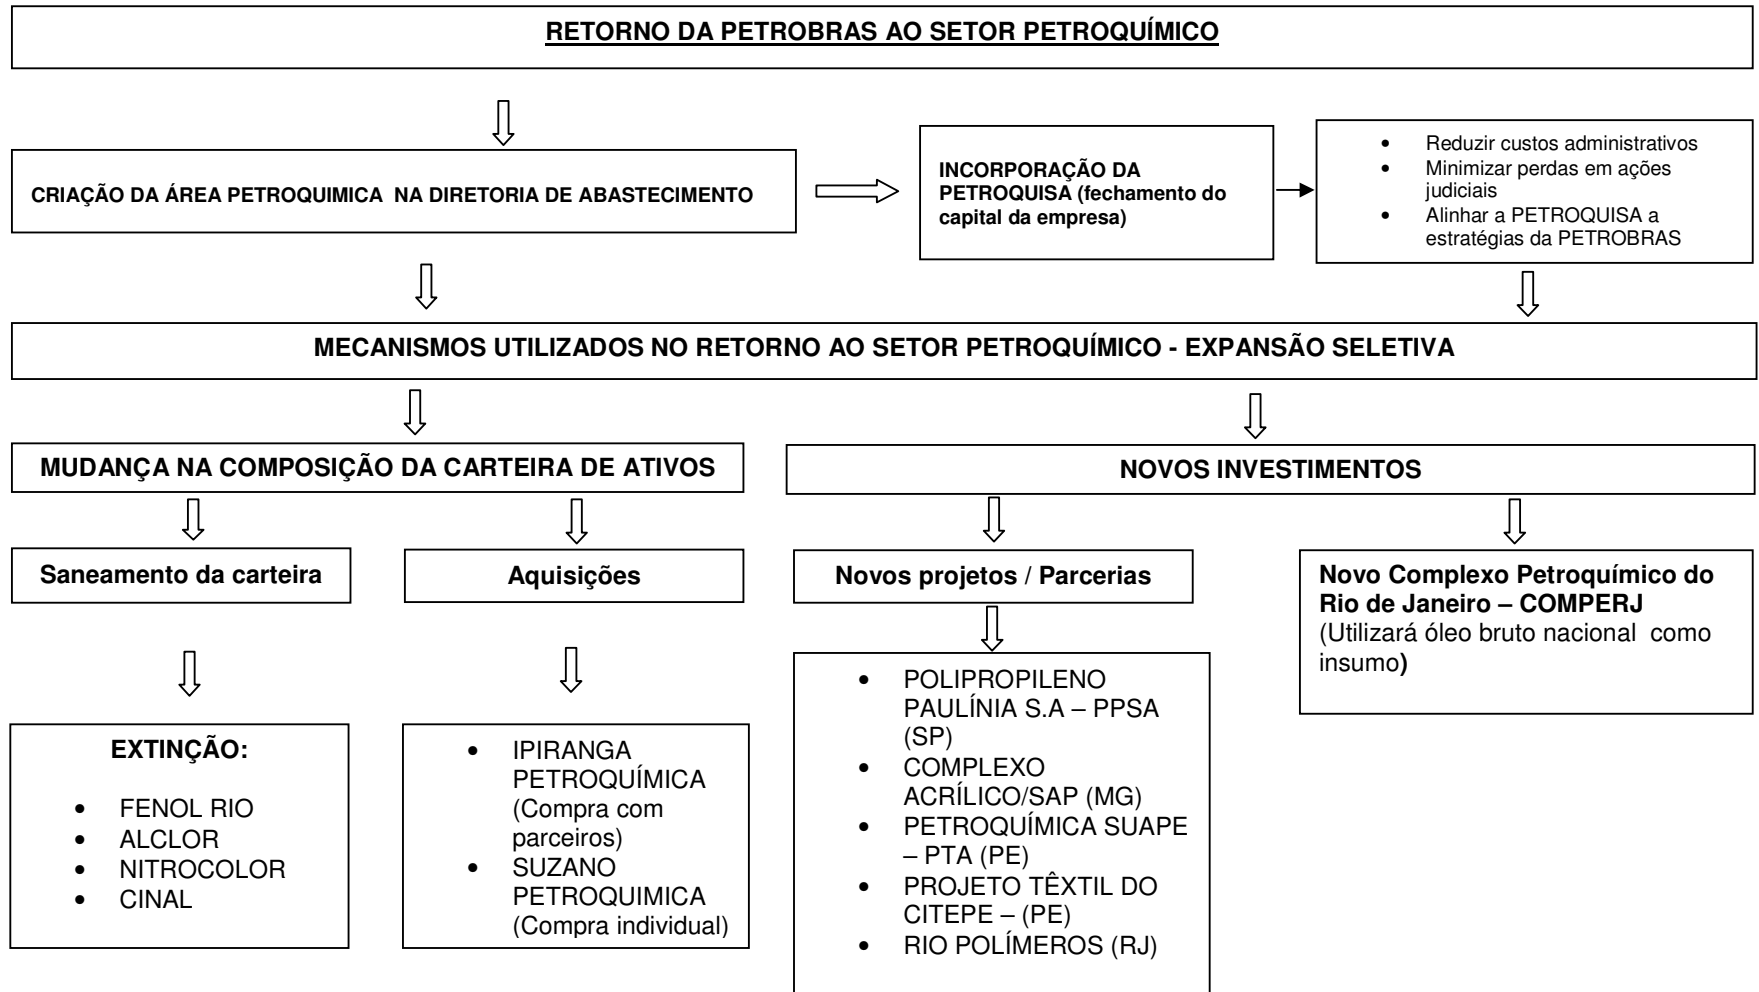 RETORNO DA PETROBRAS AO SETOR PETROQUÍMICO
CRIAÇÃO DA ÁREA PETROQUIMICA NA DIRETORIA DE ABASTECIMENTO
INCORPORAÇÃO DA
PETROQUISA (fechamento do
capital da empresa)
• Reduzir custos administrativos
• Minimizar perdas em ações
judiciais
• Alinhar a PETROQUISA a
estratégias da PETROBRAS
MECANISMOS UTILIZADOS NO RETORNO AO SETOR PETROQUÍMICO - EXPANSÃO SELETIVA
MUDANÇA NA COMPOSIÇÃO DA CARTEIRA DE ATIVOS
NOVOS INVESTIMENTOS
Saneamento da carteira
Aquisições
Novos projetos / Parcerias
Novo Complexo Petroquímico do
Rio de Janeiro – COMPERJ
(Utilizará óleo bruto nacional como
insumo)
EXTINÇÃO:
• FENOL RIO
• ALCLOR
• NITROCOLOR
• CINAL
• IPIRANGA
PETROQUÍMICA
(Compra com
parceiros)
• SUZANO
PETROQUIMICA
(Compra individual)
• POLIPROPILENO
PAULÍNIA S.A – PPSA
(SP)
• COMPLEXO
ACRÍLICO/SAP (MG)
• PETROQUÍMICA SUAPE
– PTA (PE)
• PROJETO TÊXTIL DO
CITEPE – (PE)
• RIO POLÍMEROS (RJ)